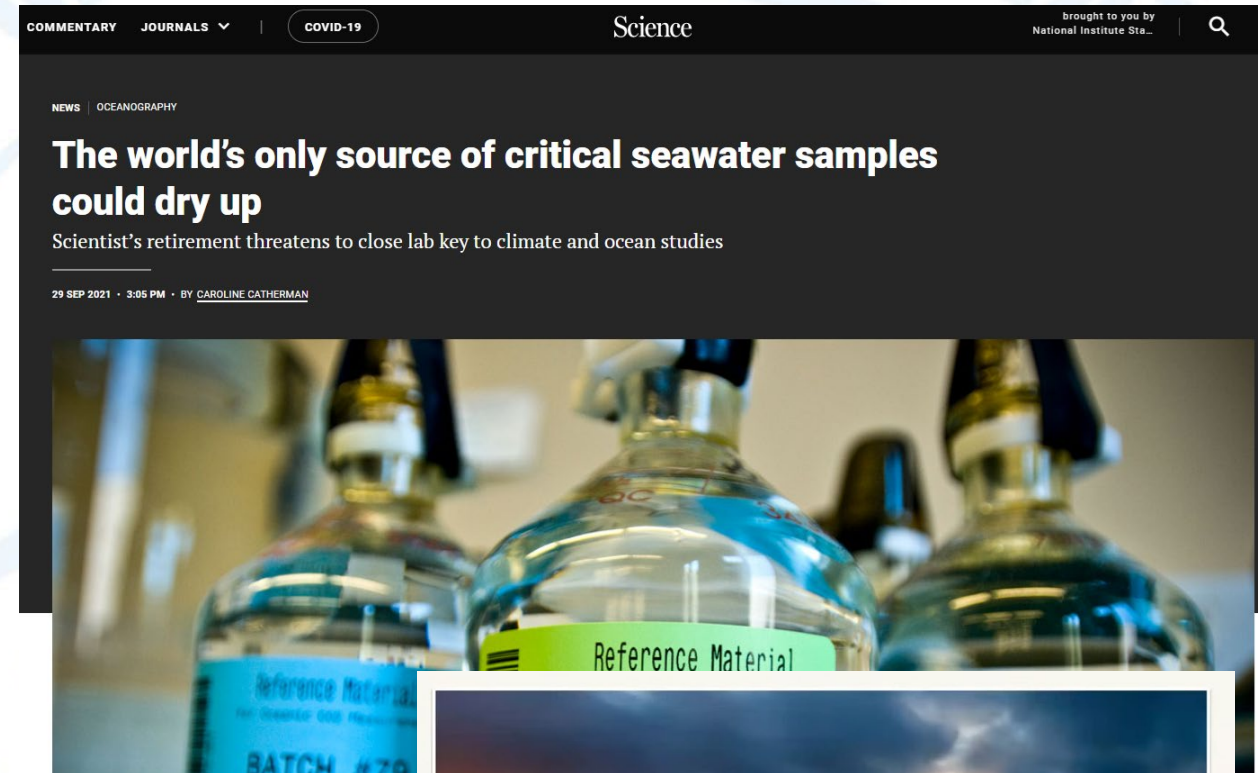 COMMENTARY JOURNALS | COVID-19 Science brought to you by
National Institute Sta...
NEWS | OCEANOGRAPHY
The world's only source of critical seawater samples
could dry up
Scientist's retirement threatens to close lab key to climate and ocean studies
29 SEP 2021 • 3:05 PM • BY CAROLINE CATHERMAN
QC
Reference Material
Reference Material
BATCH #79